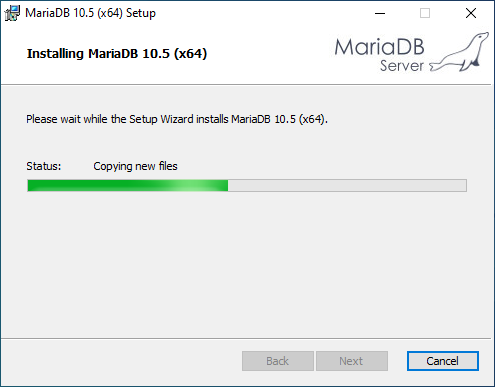 MariaDB 10.5 (x64) Setup
Installing MariaDB 10.5 (x64)
MariaDB
Server
Please wait while the Setup Wizard installs MariaDB 10.5 (x64).
Status: Copying new files
Back Next Cancel